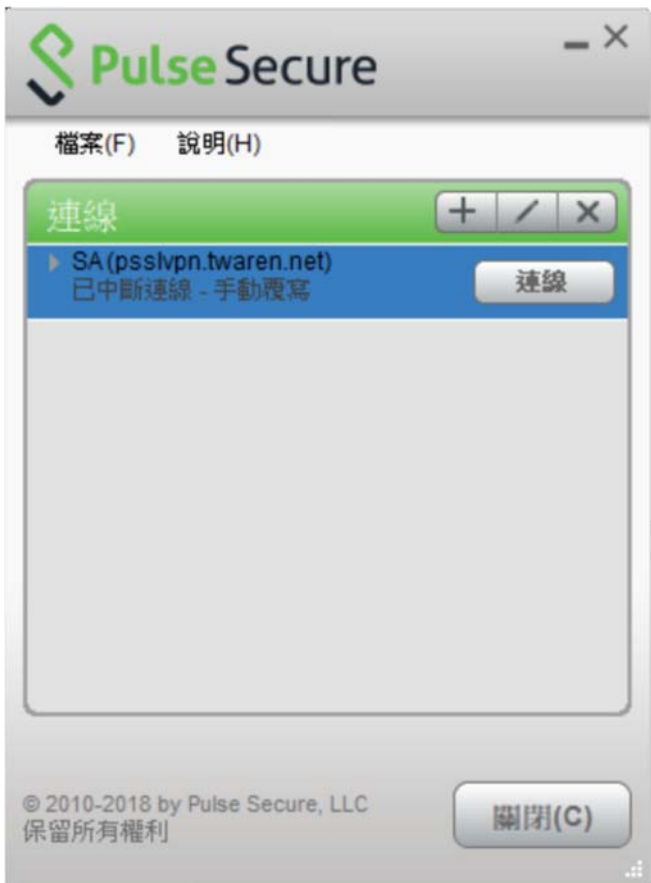 Pulse Secure
檔案(F) 說明(H)
連線
SA (psslvpn.twaren.net)
已中斷連線 - 手動覆寫
連線
© 2010-2018 by Pulse Secure, LLC
保留所有權利
關閉(C)